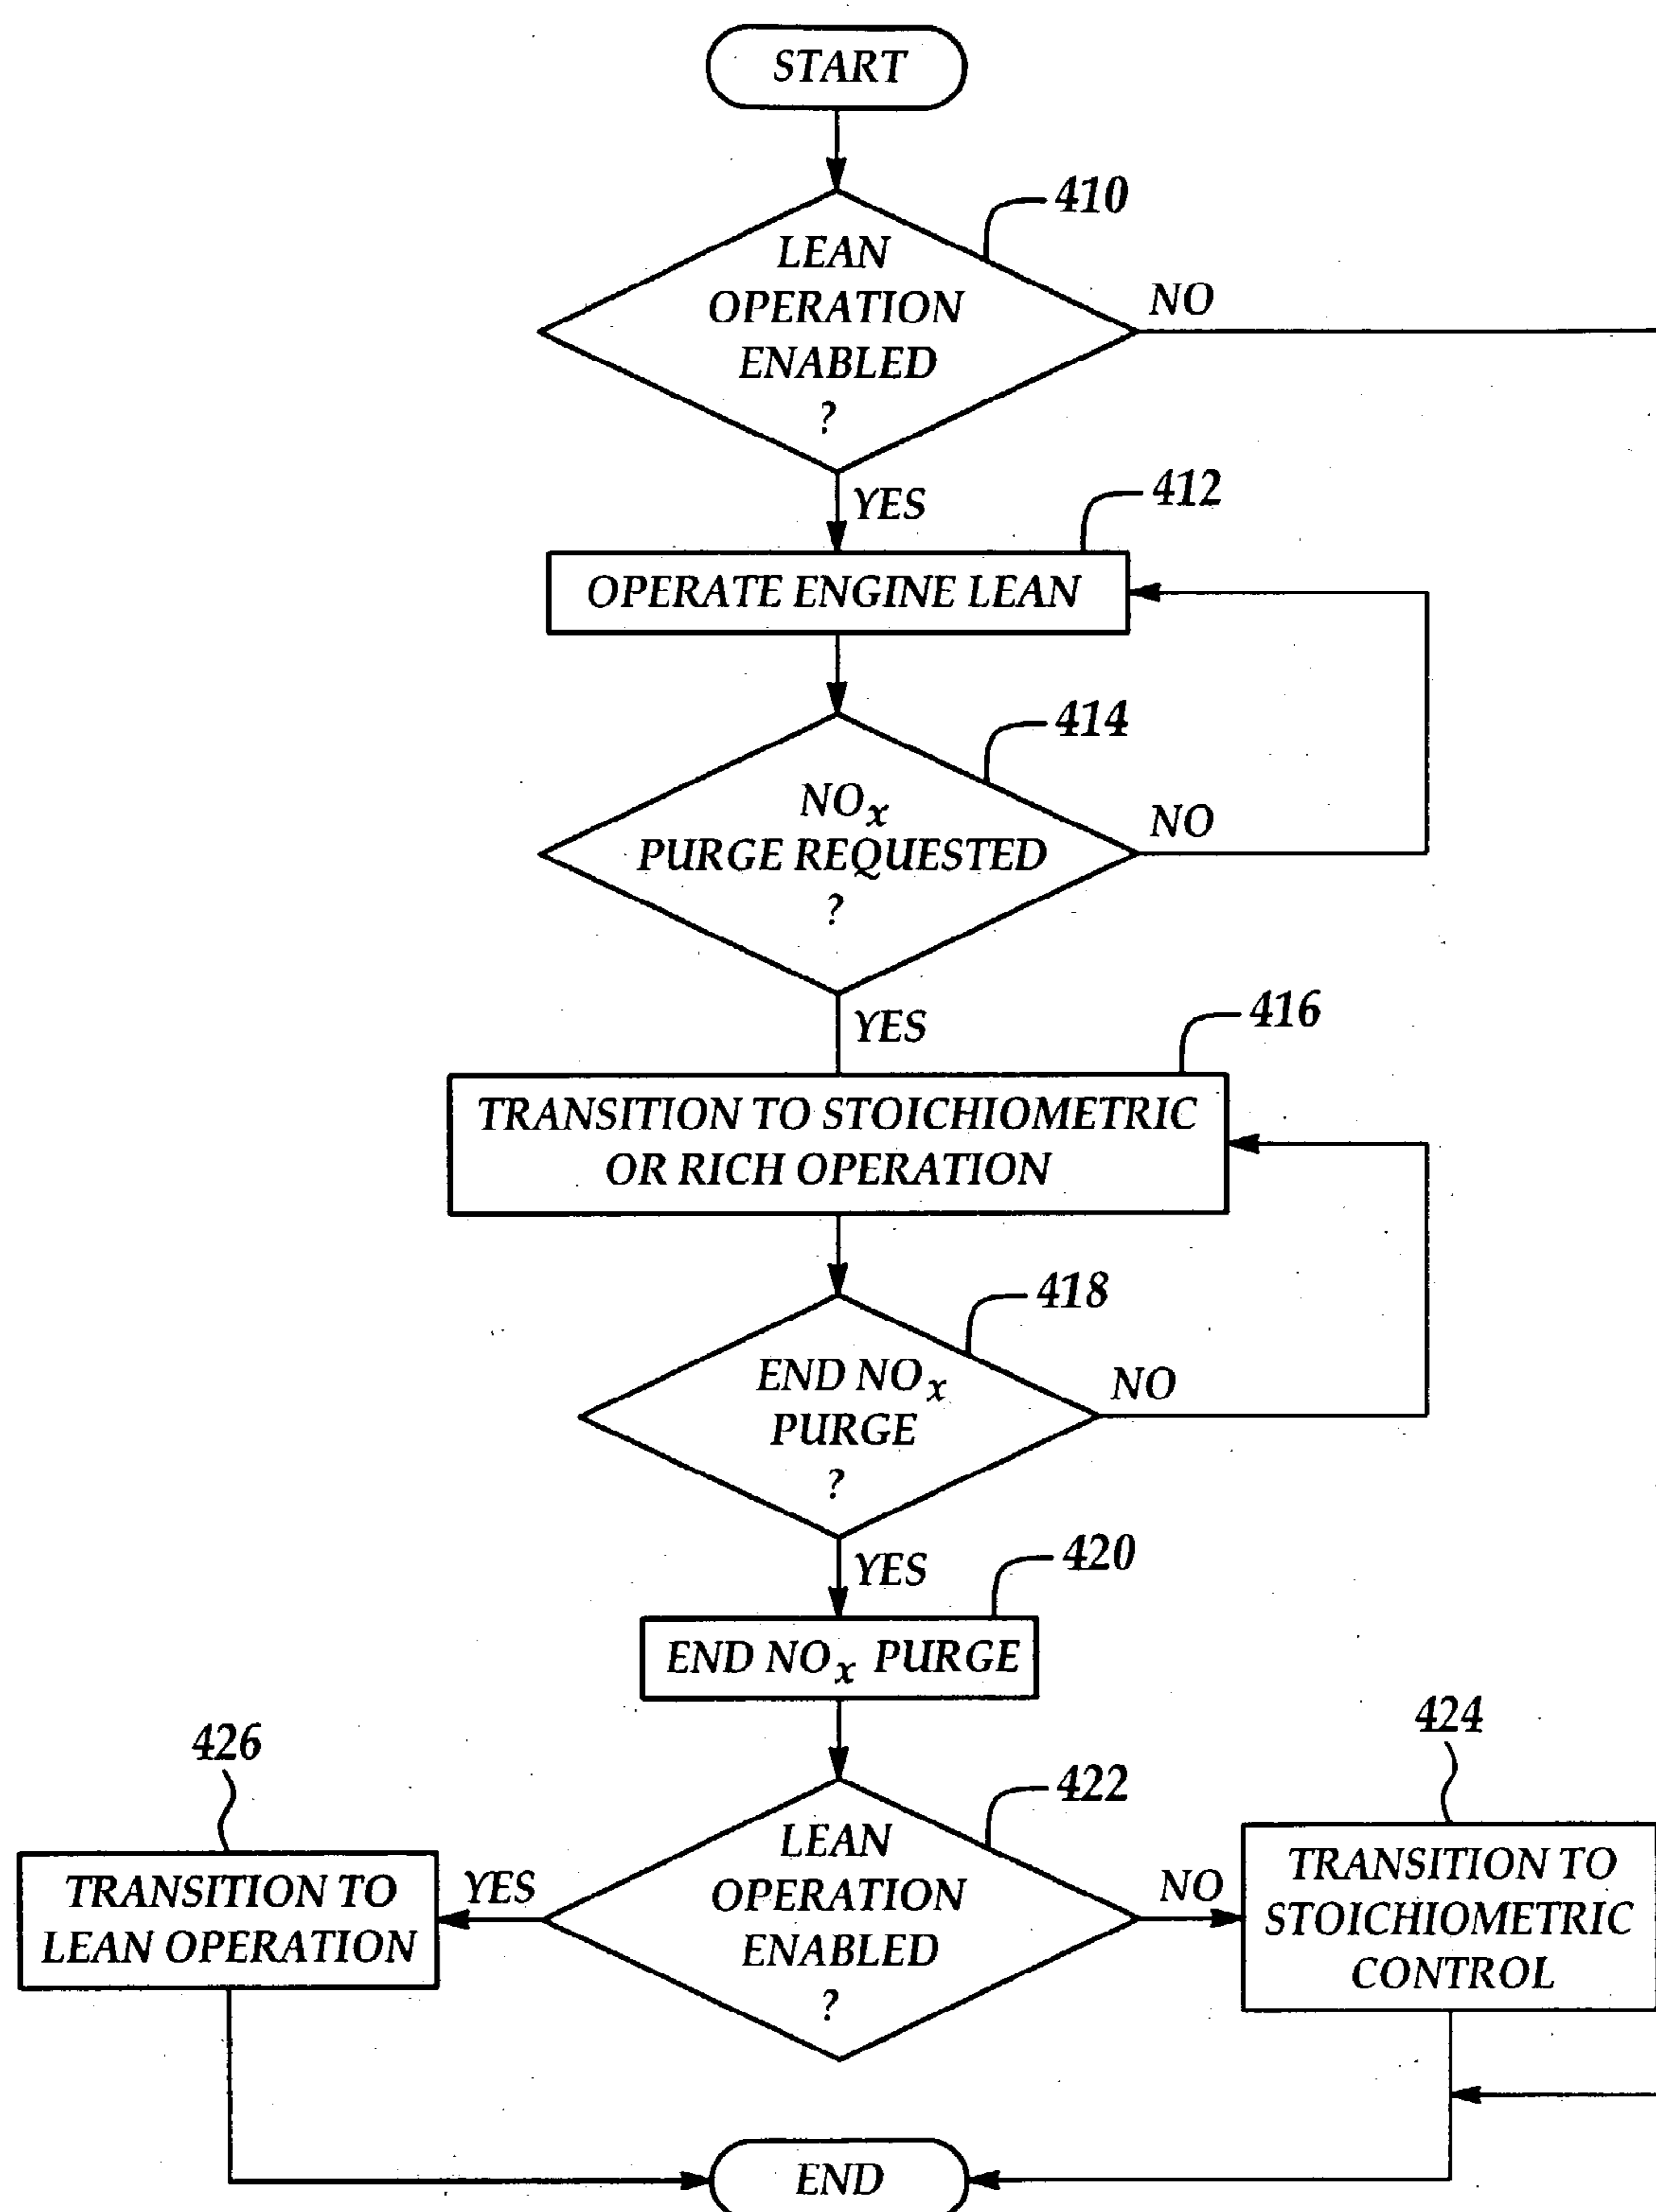 START
410
LEAN
OPERATION
ENABLED
?
NO
YES
412
OPERATE ENGINE LEAN
414
NOx
PURGE REQUESTED
?
NO
YES
416
TRANSITION TO STOICHIOMETRIC
OR RICH OPERATION
418
END NOx
PURGE
?
NO
YES
420
END NOx PURGE
422
LEAN
OPERATION
ENABLED
?
YES
426
TRANSITION TO
LEAN OPERATION
NO
424
TRANSITION TO
STOICHIOMETRIC
CONTROL
END